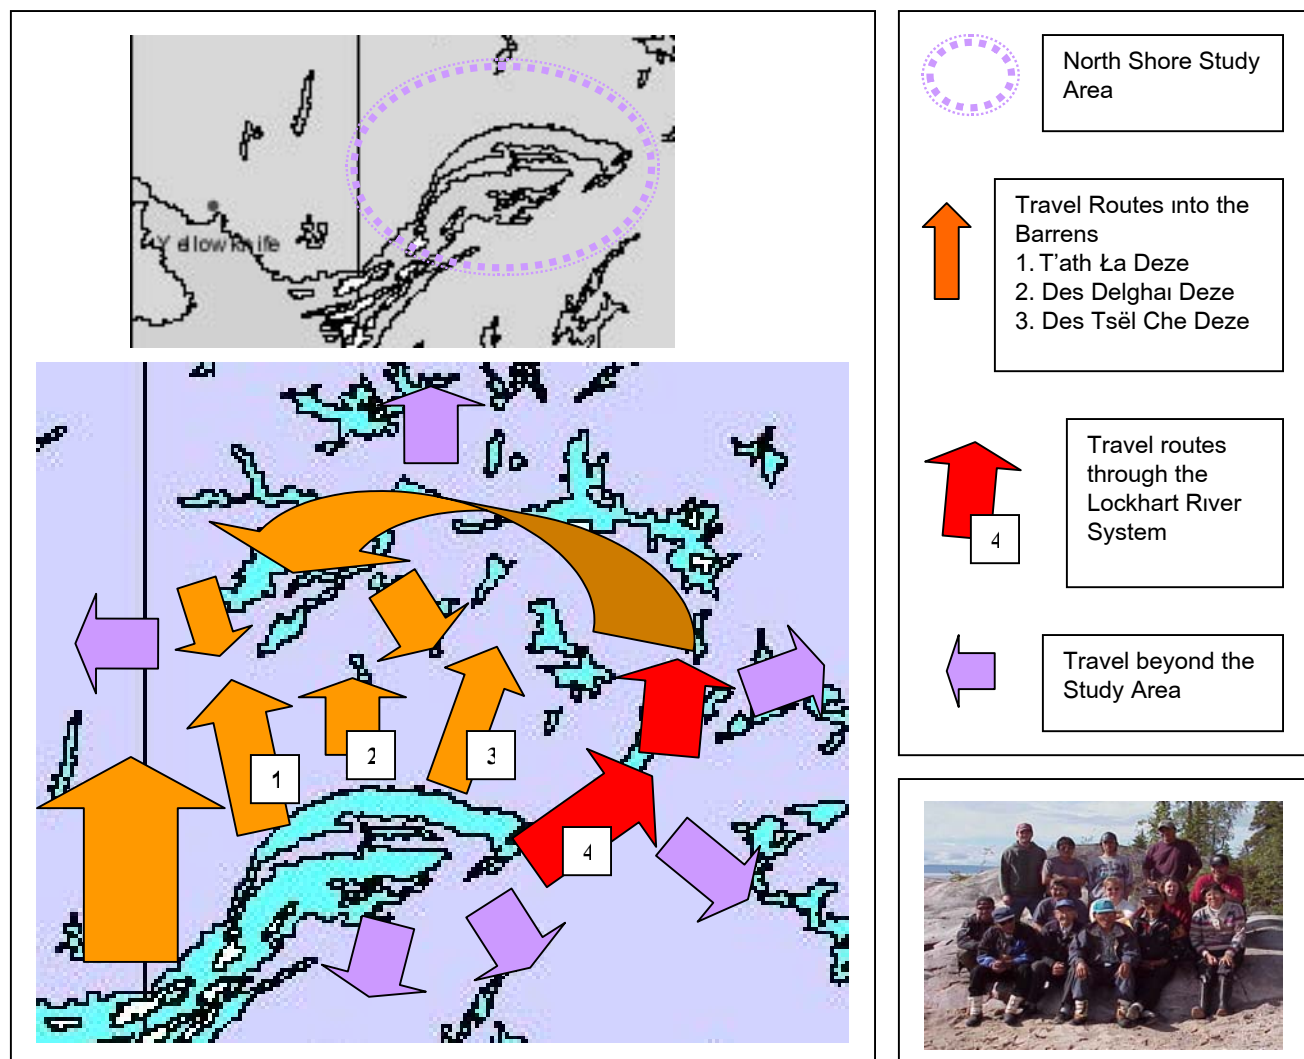 Yellowknife
1
2
3
4
North Shore Study
Area
Travel Routes ınto the
Barrens
1. T'ath Ła Deze
2. Des Delghaı Deze
3. Des Tsël Che Deze
Travel routes
through the
Lockhart Rıver
System
4
Travel beyond the
Study Area